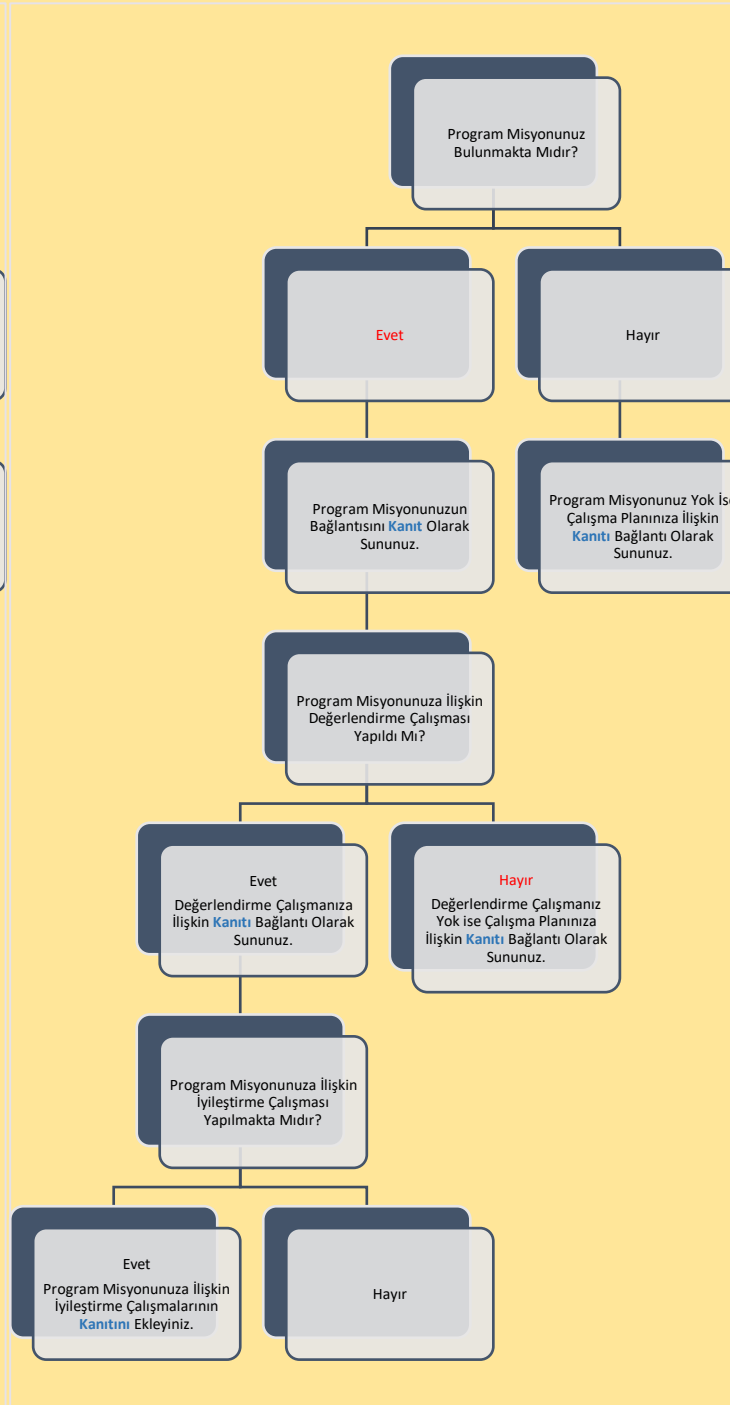 Program Misyonunuz
Bulunmakta Mıdır?
Evet
Hayır
Program Misyonunuzun
Bağlantısını Kanıt Olarak
Sununuz.
Program Misyonunuz Yok İse
Çalışma Planınıza İlişkin
Kanıtı Bağlantı Olarak
Sununuz.
Program Misyonunuza İlişkin
Değerlendirme Çalışması
Yapıldı Mı?
Evet
Değerlendirme Çalışmanıza
İlişkin Kanıtı Bağlantı Olarak
Sununuz.
Hayır
Değerlendirme Çalışmanız
Yok ise Çalışma Planınıza
İlişkin Kanıtı Bağlantı Olarak
Sununuz.
Program Misyonunuza İlişkin
İyileştirme Çalışması
Yapılmakta Mıdır?
Evet
Program Misyonunuza İlişkin
İyileştirme Çalışmalarının
Kanıtını Ekleyiniz.
Hayır